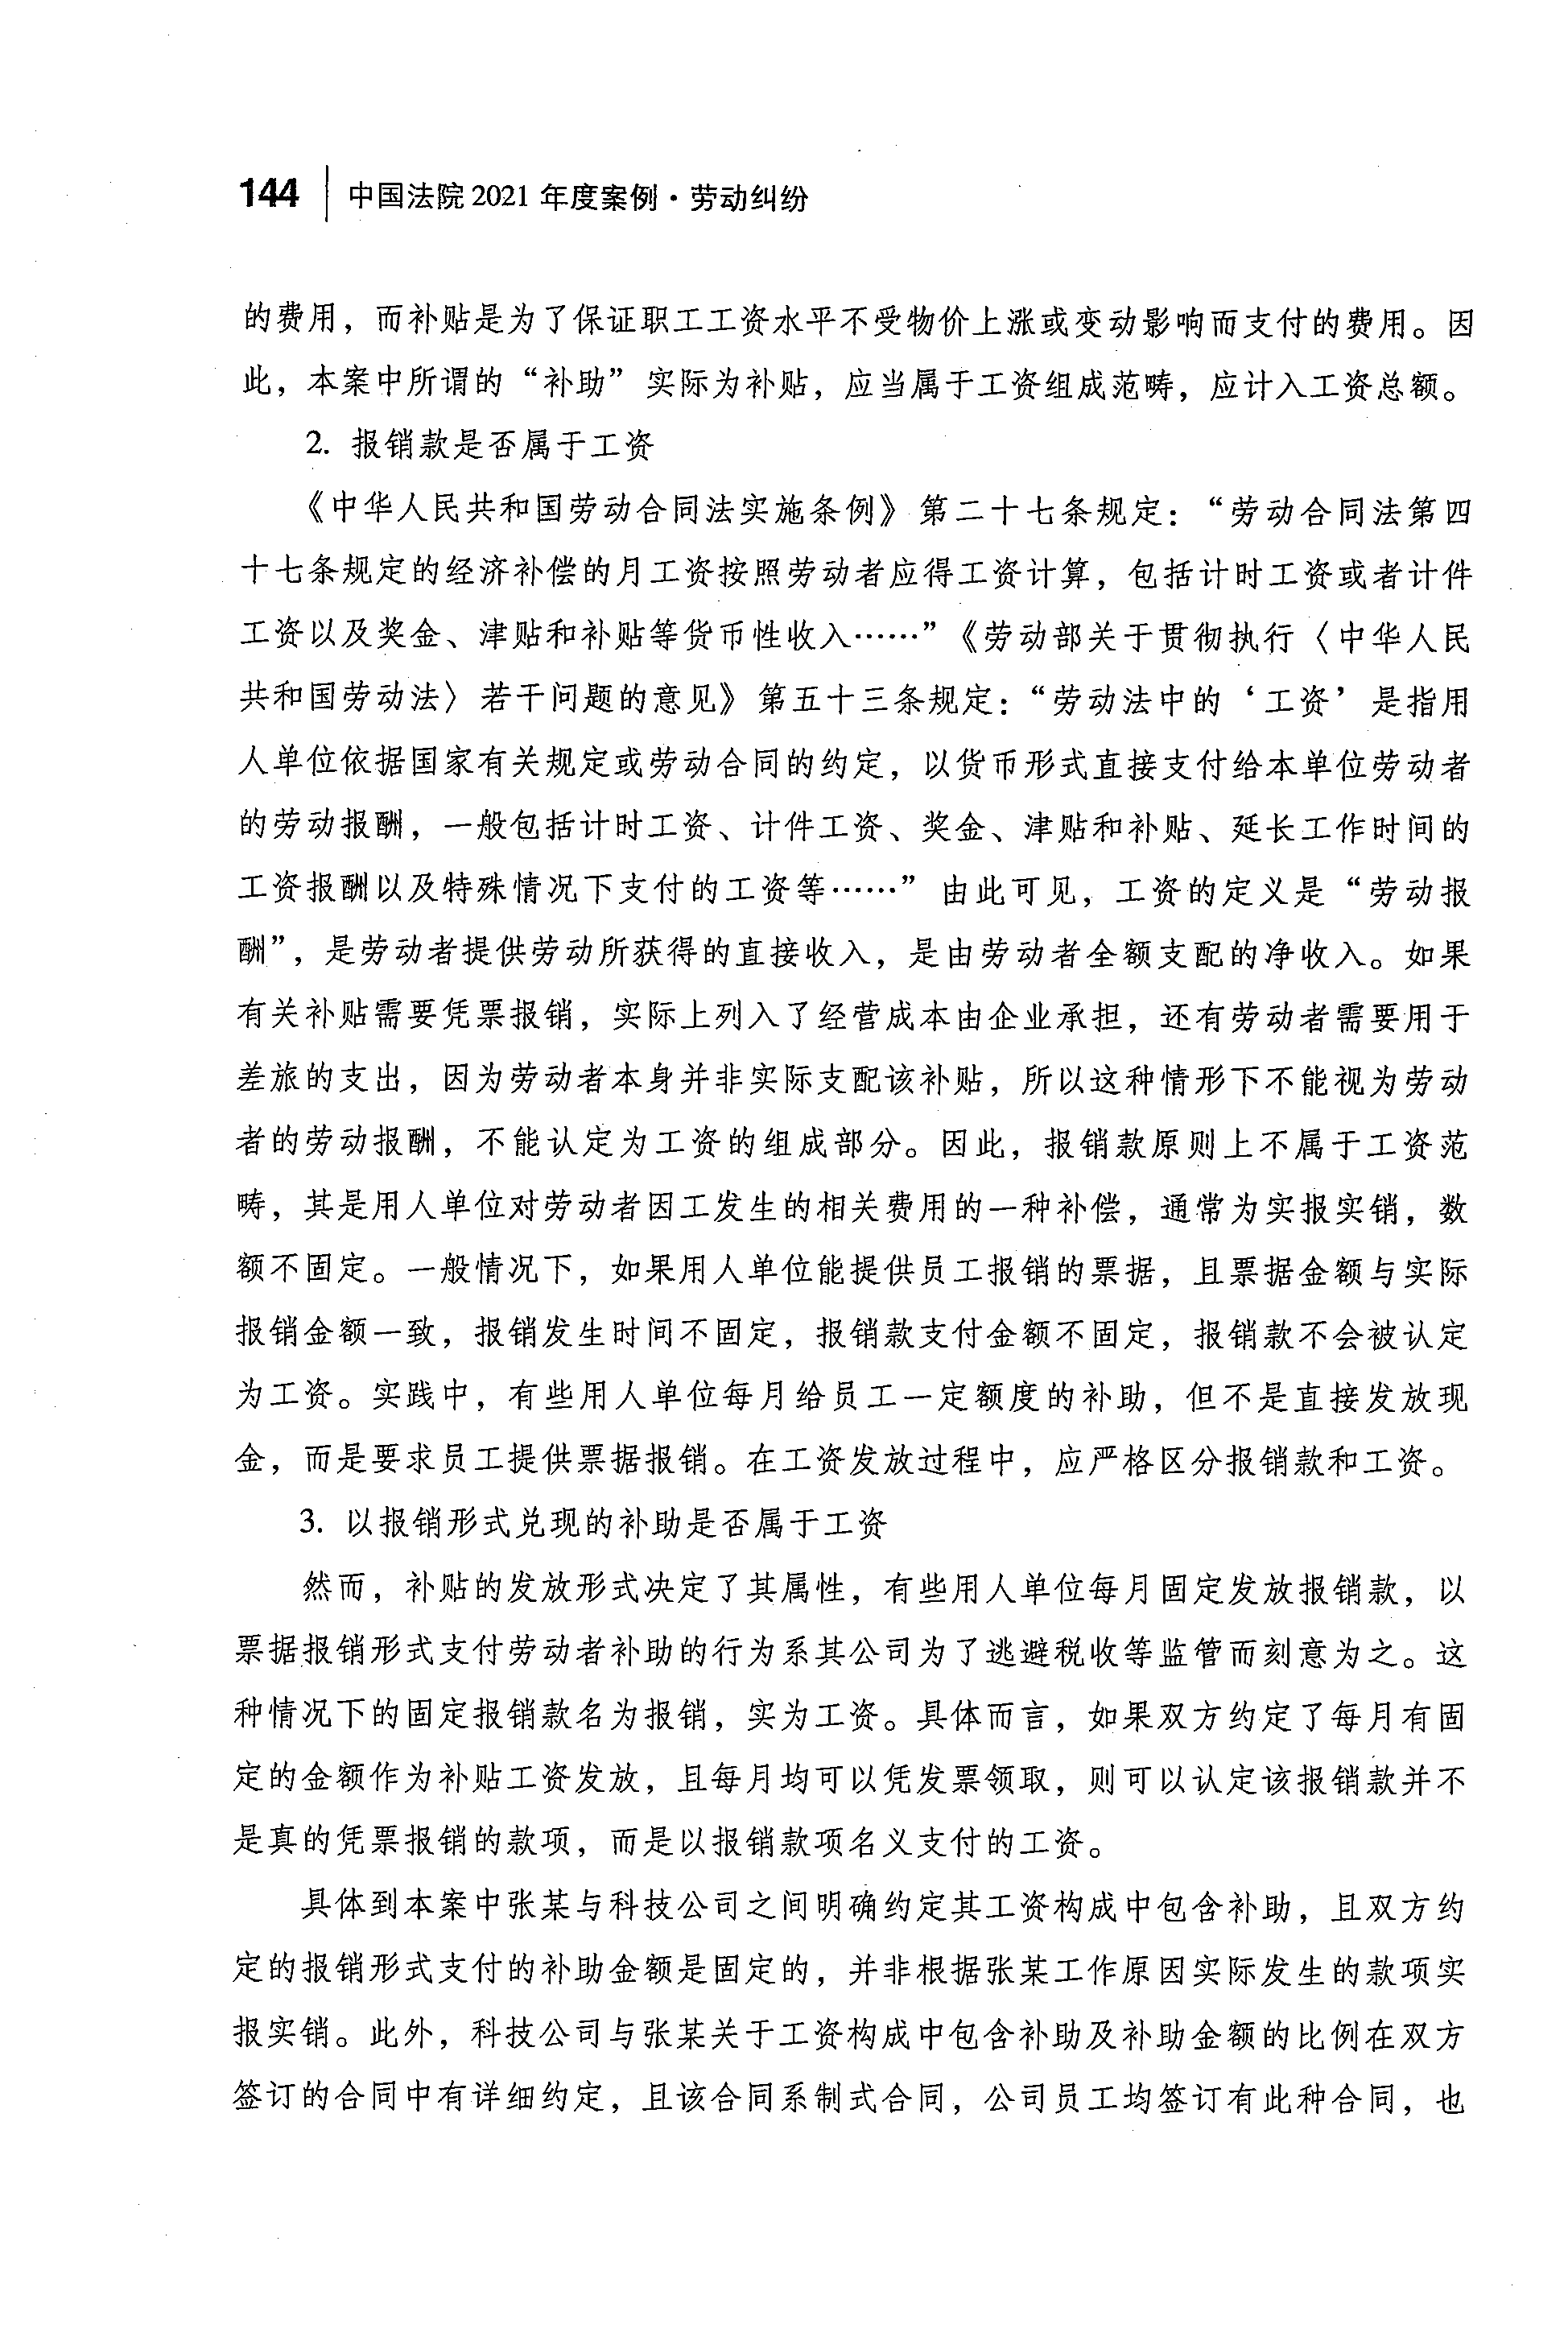 144 中国法院 2021 年度案例·劳动纠纷
的费用，而补贴是为了保证职工工资水平不受物价上涨或变动影响而支付的费用。因
此，本案中所谓的“补助”实际为补贴，应当属于工资组成范畴，应计入工资总额。
2. 报销款是否属于工资
《中华人民共和国劳动合同法实施条例》第二十七条规定：“劳动合同法第四
十七条规定的经济补偿的月工资按照劳动者应得工资计算，包括计时工资或者计件
工资以及奖金、津贴和补贴等货币性收入……”《劳动部关于贯彻执行〈中华人民
共和国劳动法〉若干问题的意见》第五十三条规定：“劳动法中的‘工资’是指用
人单位依据国家有关规定或劳动合同的约定，以货币形式直接支付给本单位劳动者
的劳动报酬，一般包括计时工资、计件工资、奖金、津贴和补贴、延长工作时间的
工资报酬以及特殊情况下支付的工资等……”由此可见，工资的定义是“劳动报
酬”，是劳动者提供劳动所获得的直接收入，是由劳动者全额支配的净收入。如果
有关补贴需要凭票报销，实际上列入了经营成本由企业承担，还有劳动者需要用于
差旅的支出，因为劳动者本身并非实际支配该补贴，所以这种情形下不能视为劳动
者的劳动报酬，不能认定为工资的组成部分。因此，报销款原则上不属于工资范
畴，其是用人单位对劳动者因工发生的相关费用的一种补偿，通常为实报实销，数
额不固定。一般情况下，如果用人单位能提供员工报销的票据，且票据金额与实际
报销金额一致，报销发生时间不固定，报销款支付金额不固定，报销款不会被认定
为工资。实践中，有些用人单位每月给员工一定额度的补助，但不是直接发放现
金，而是要求员工提供票据报销。在工资发放过程中，应严格区分报销款和工资。
3. 以报销形式兑现的补助是否属于工资
然而，补贴的发放形式决定了其属性，有些用人单位每月固定发放报销款，以
票据报销形式支付劳动者补助的行为系其公司为了逃避税收等监管而刻意为之。这
种情况下的固定报销款名为报销，实为工资。具体而言，如果双方约定了每月有固
定的金额作为补贴工资发放，且每月均可以凭发票领取，则可以认定该报销款并不
是真的凭票报销的款项，而是以报销款项名义支付的工资。
具体到本案中张某与科技公司之间明确约定其工资构成中包含补助，且双方约
定的报销形式支付的补助金额是固定的，并非根据张某工作原因实际发生的款项实
报实销。此外，科技公司与张某关于工资构成中包含补助及补助金额的比例在双方
签订的合同中有详细约定，且该合同系制式合同，公司员工均签订有此种合同，也